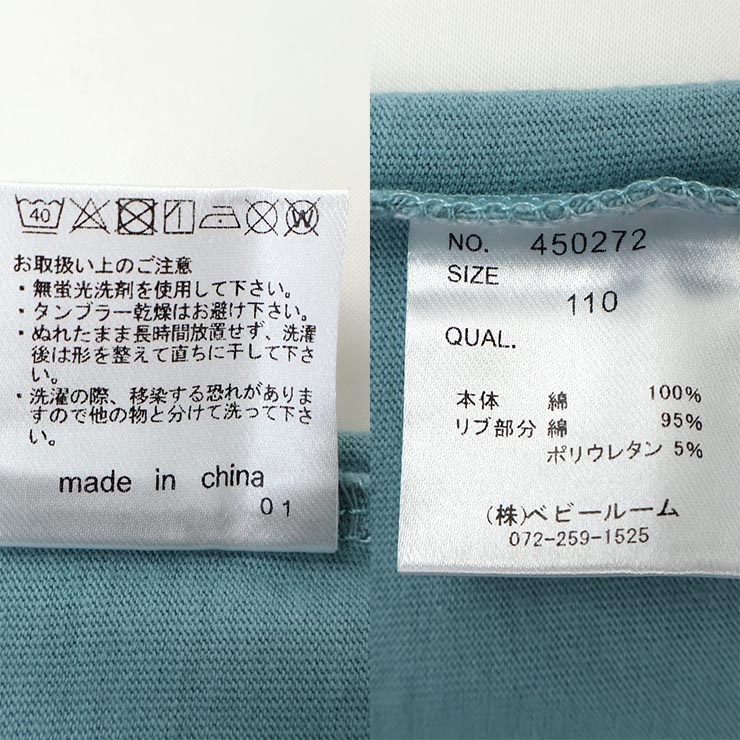 40
W
お取扱い上のご注意
・無蛍光洗剤を使用して下さい。
・タンブラー乾燥はお避け下さい。
・ぬれたまま長時間放置せず、洗濯
後は形を整えて直ちに干して下さ
い。
・洗濯の際、移染する恐れがありま
すので他の物と分けて洗って下さ
い。
made in china
01
NO. 450272
SIZE
110
QUAL.
本体 綿 100%
リブ部分 綿 95%
ポリウレタン 5%
(株)ベビールーム
072-259-1525